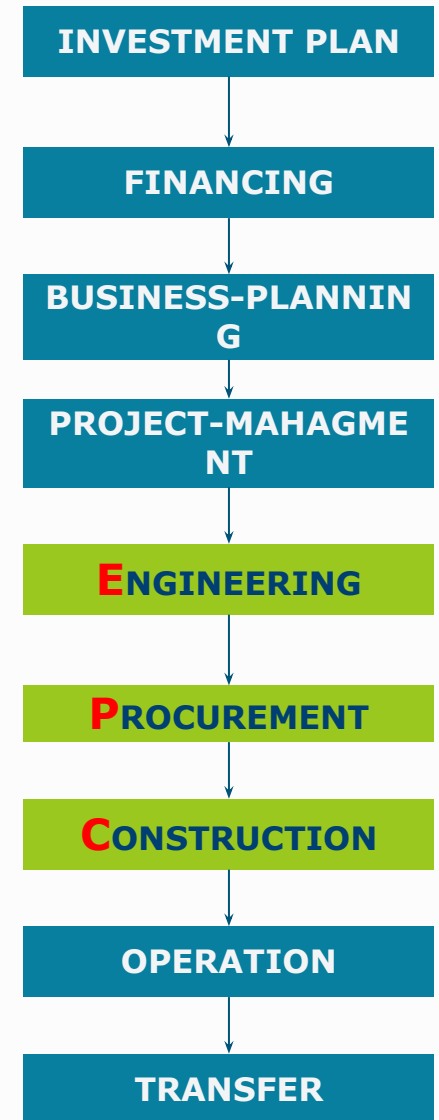 INVESTMENT PLAN
FINANCING
BUSINESS-PLANNIN
G
PROJECT-MAHAGME
NT
ENGINEERING
PROCUREMENT
CONSTRUCTION
OPERATION
TRANSFER